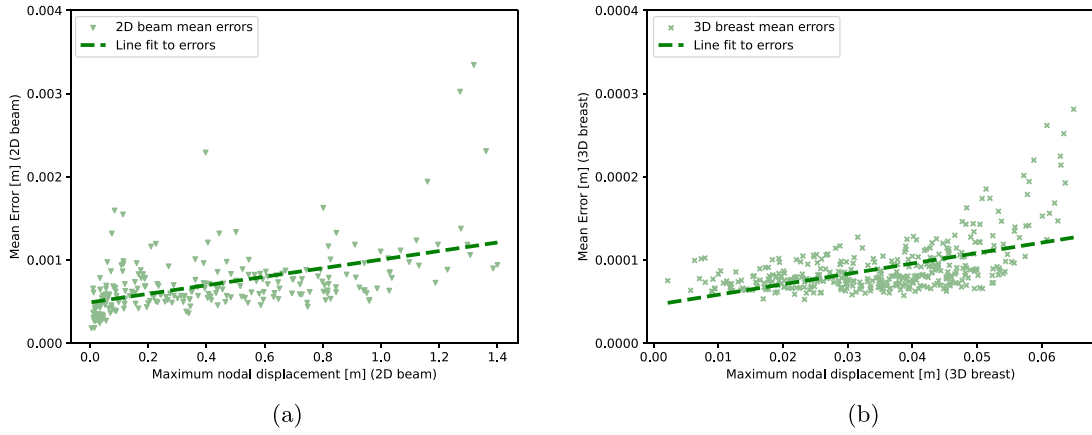 0.004
0.003
0.002
0.001
0.000
Mean Error [m] (2D beam)
2D beam mean errors
Line fit to errors
0.0 0.2 0.4 0.6 0.8 1.0 1.2 1.4
Maximum nodal displacement [m] (2D beam)
(a)
0.0004
0.0003
0.0002
0.0001
0.0000
Mean Error [m] (3D breast)
3D breast mean errors
Line fit to errors
0.00 0.01 0.02 0.03 0.04 0.05 0.06
Maximum nodal displacement [m] (3D breast)
(b)